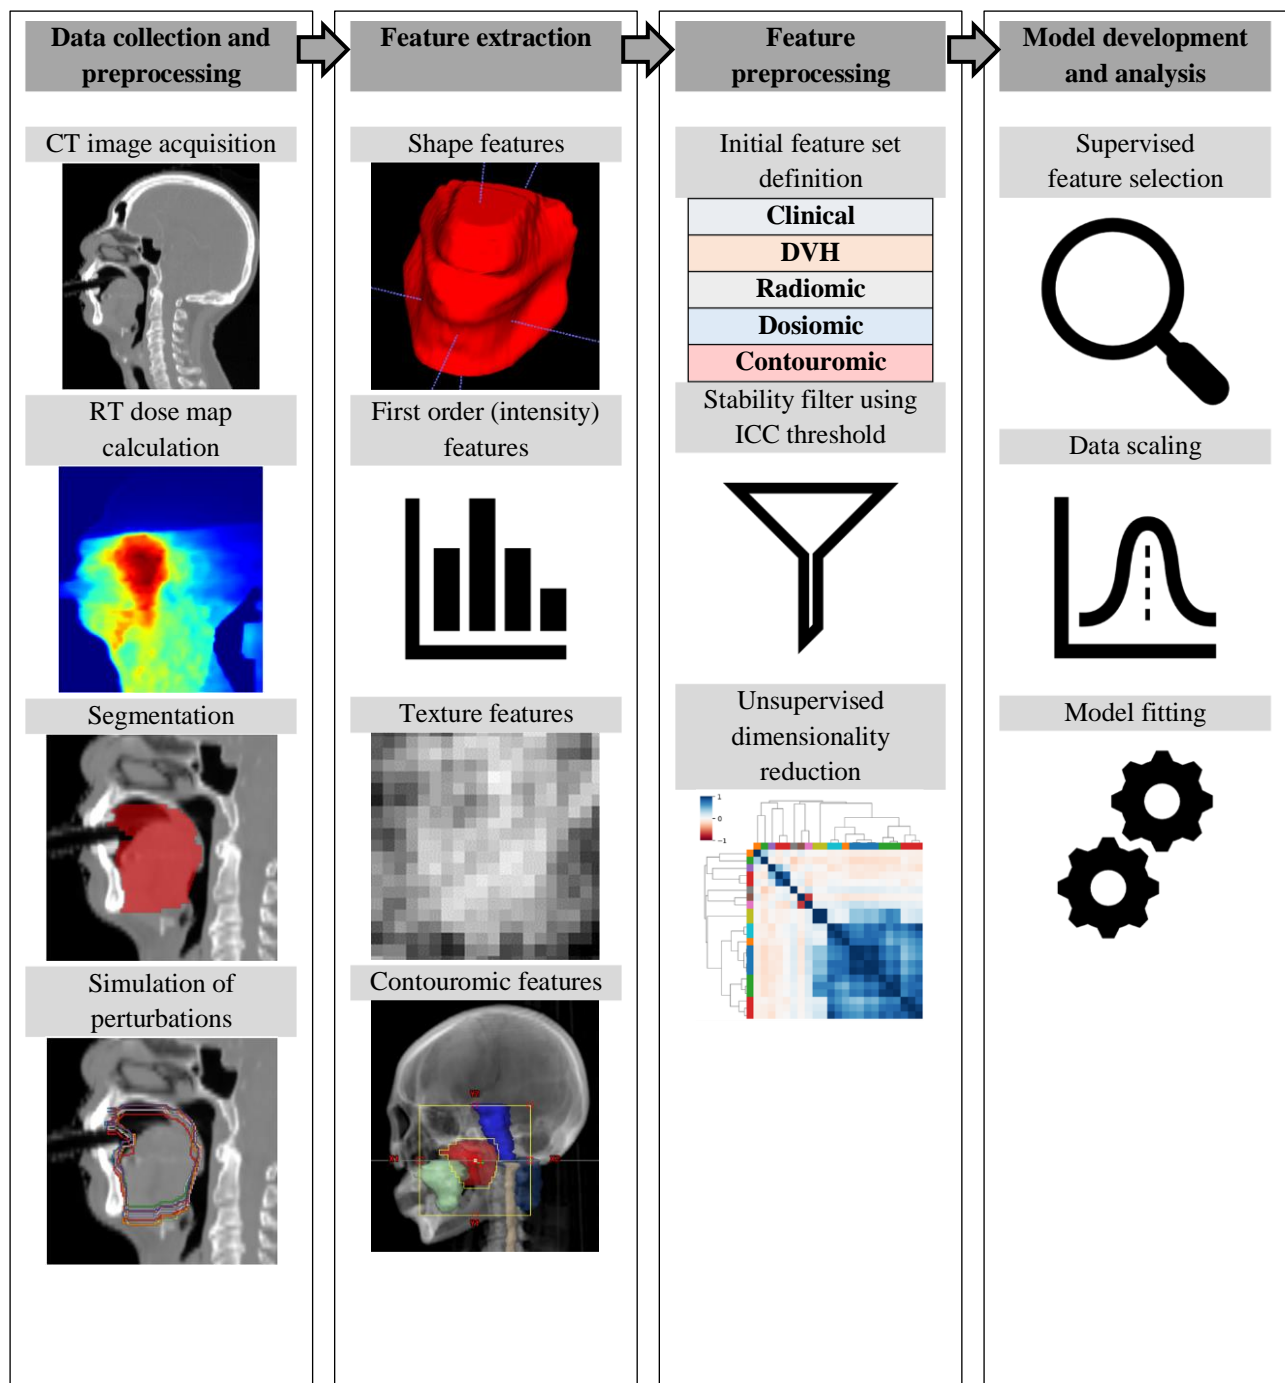 Data collection and
preprocessing
CT image acquisition
RT dose map
calculation
Segmentation
Simulation of
perturbations
Feature extraction
Shape features
First order (intensity)
features
Texture features
Contouromic features
Feature
preprocessing
Initial feature set
definition
Clinical
DVH
Radiomic
Dosiomic
Contouromic
Stability filter using
ICC threshold
Unsupervised
dimensionality
reduction
1
0
−1
Model development
and analysis
Supervised
feature selection
Data scaling
Model fitting